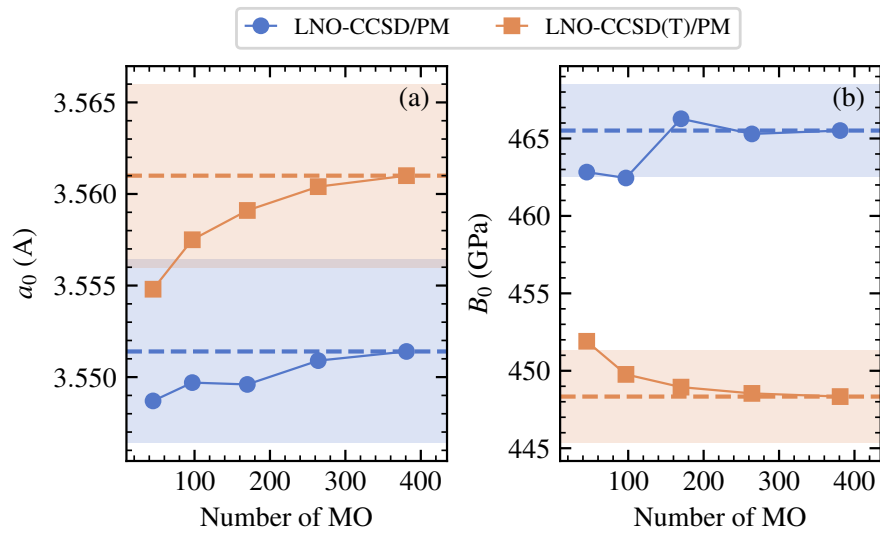 LNO-CCSD/PM LNO-CCSD(T)/PM
(a)
3.565
3.560
3.555
3.550
a0 (A)
100 200 300 400
Number of MO
(b)
465
460
455
450
445
B0 (GPa)
100 200 300 400
Number of MO